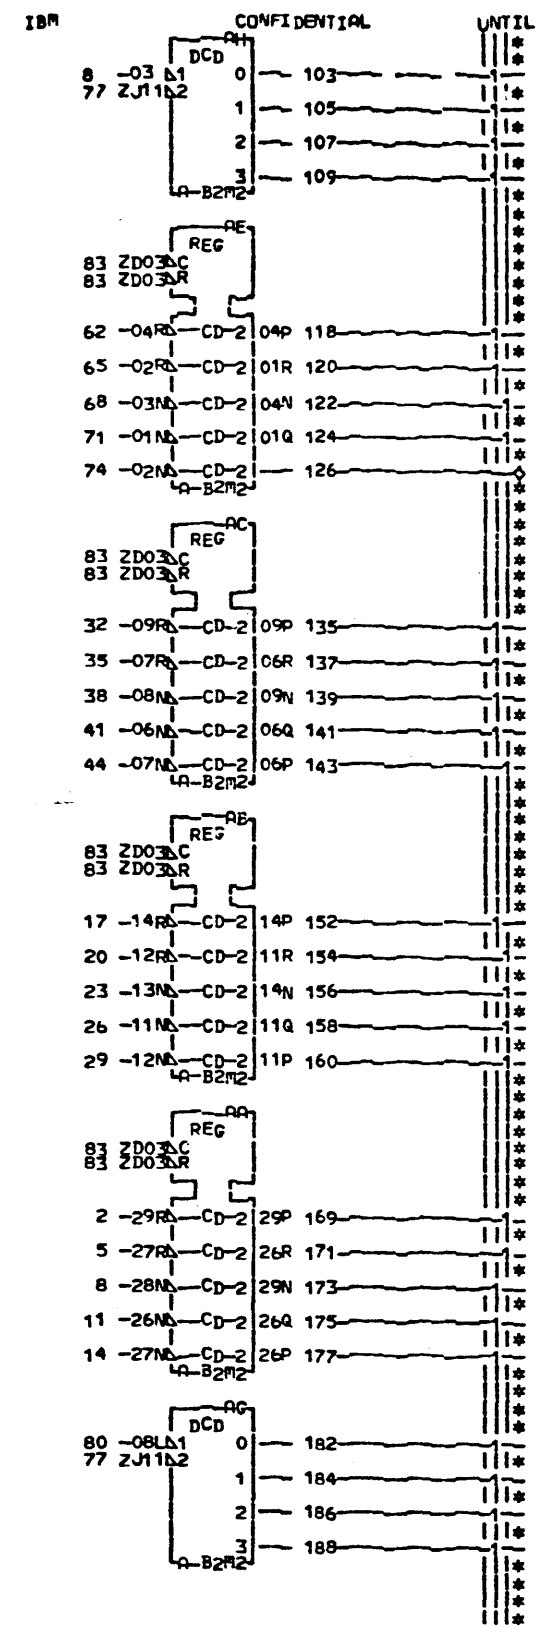 IBM CONFIDENTIAL UNTIL
AH
DCD
8 -03 1 0 103
77 ZJ11 2
1 105
2 107
3 109
A-B2M2
AE
REG
83 ZD03 C
83 ZD03 R
62 -04R CD-2 04P 118
65 -02R CD-2 01R 120
68 -03N CD-2 04N 122
71 -01N CD-2 01Q 124
74 -02N CD-2 126
A-B2M2
AC
REG
83 ZD03 C
83 ZD03 R
32 -09R CD-2 09P 135
35 -07R CD-2 06R 137
38 -08N CD-2 09N 139
41 -06N CD-2 06Q 141
44 -07N CD-2 06P 143
A-B2M2
AB
REG
83 ZD03 C
83 ZD03 R
17 -14R CD-2 14P 152
20 -12R CD-2 11R 154
23 -13N CD-2 14N 156
26 -11N CD-2 11Q 158
29 -12N CD-2 11P 160
A-B2M2
AA
REG
83 ZD03 C
83 ZD03 R
2 -29R CD-2 29P 169
5 -27R CD-2 26R 171
8 -28N CD-2 29N 173
11 -26N CD-2 26Q 175
14 -27N CD-2 26P 177
A-B2M2
AG
DCD
80 -08L 1 0 182
77 ZJ11 2
1 184
2 186
3 188
A-B2M2